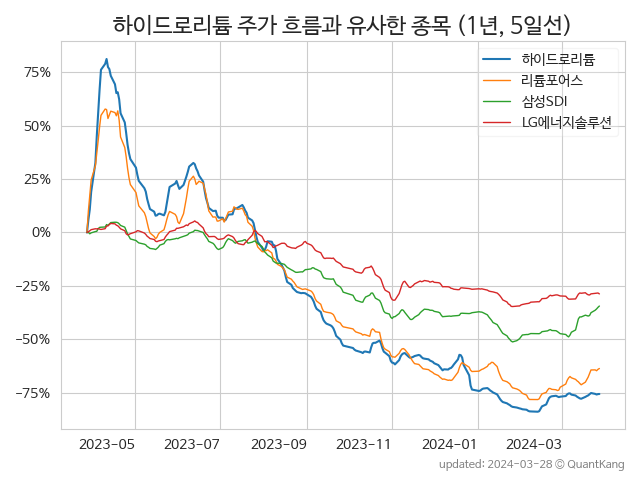 하이드로리튬 주가 흐름과 유사한 종목 (1년, 5일선)
하이드로리튬
리튬포어스
삼성SDI
LG에너지솔루션
75%
50%
25%
0%
−25%
−50%
−75%
2023-05 2023-07 2023-09 2023-11 2024-01 2024-03
updated: 2024-03-28 © QuantKang